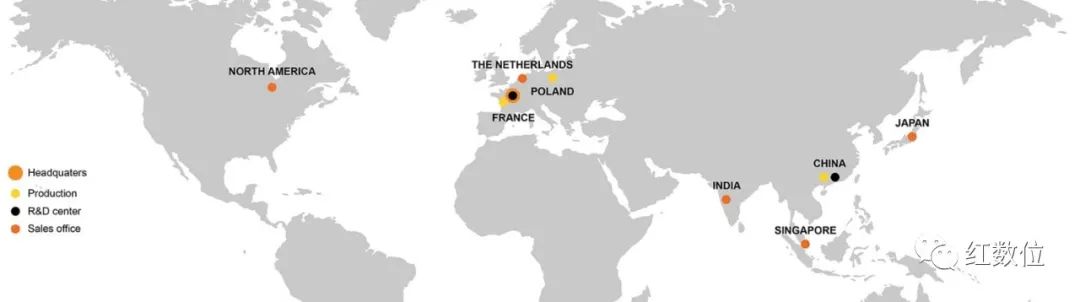 NORTH AMERICA
THE NETHERLANDS
POLAND
FRANCE
JAPAN
CHINA
INDIA
SINGAPORE
Headquaters
Production
R&D center
Sales office
红数位